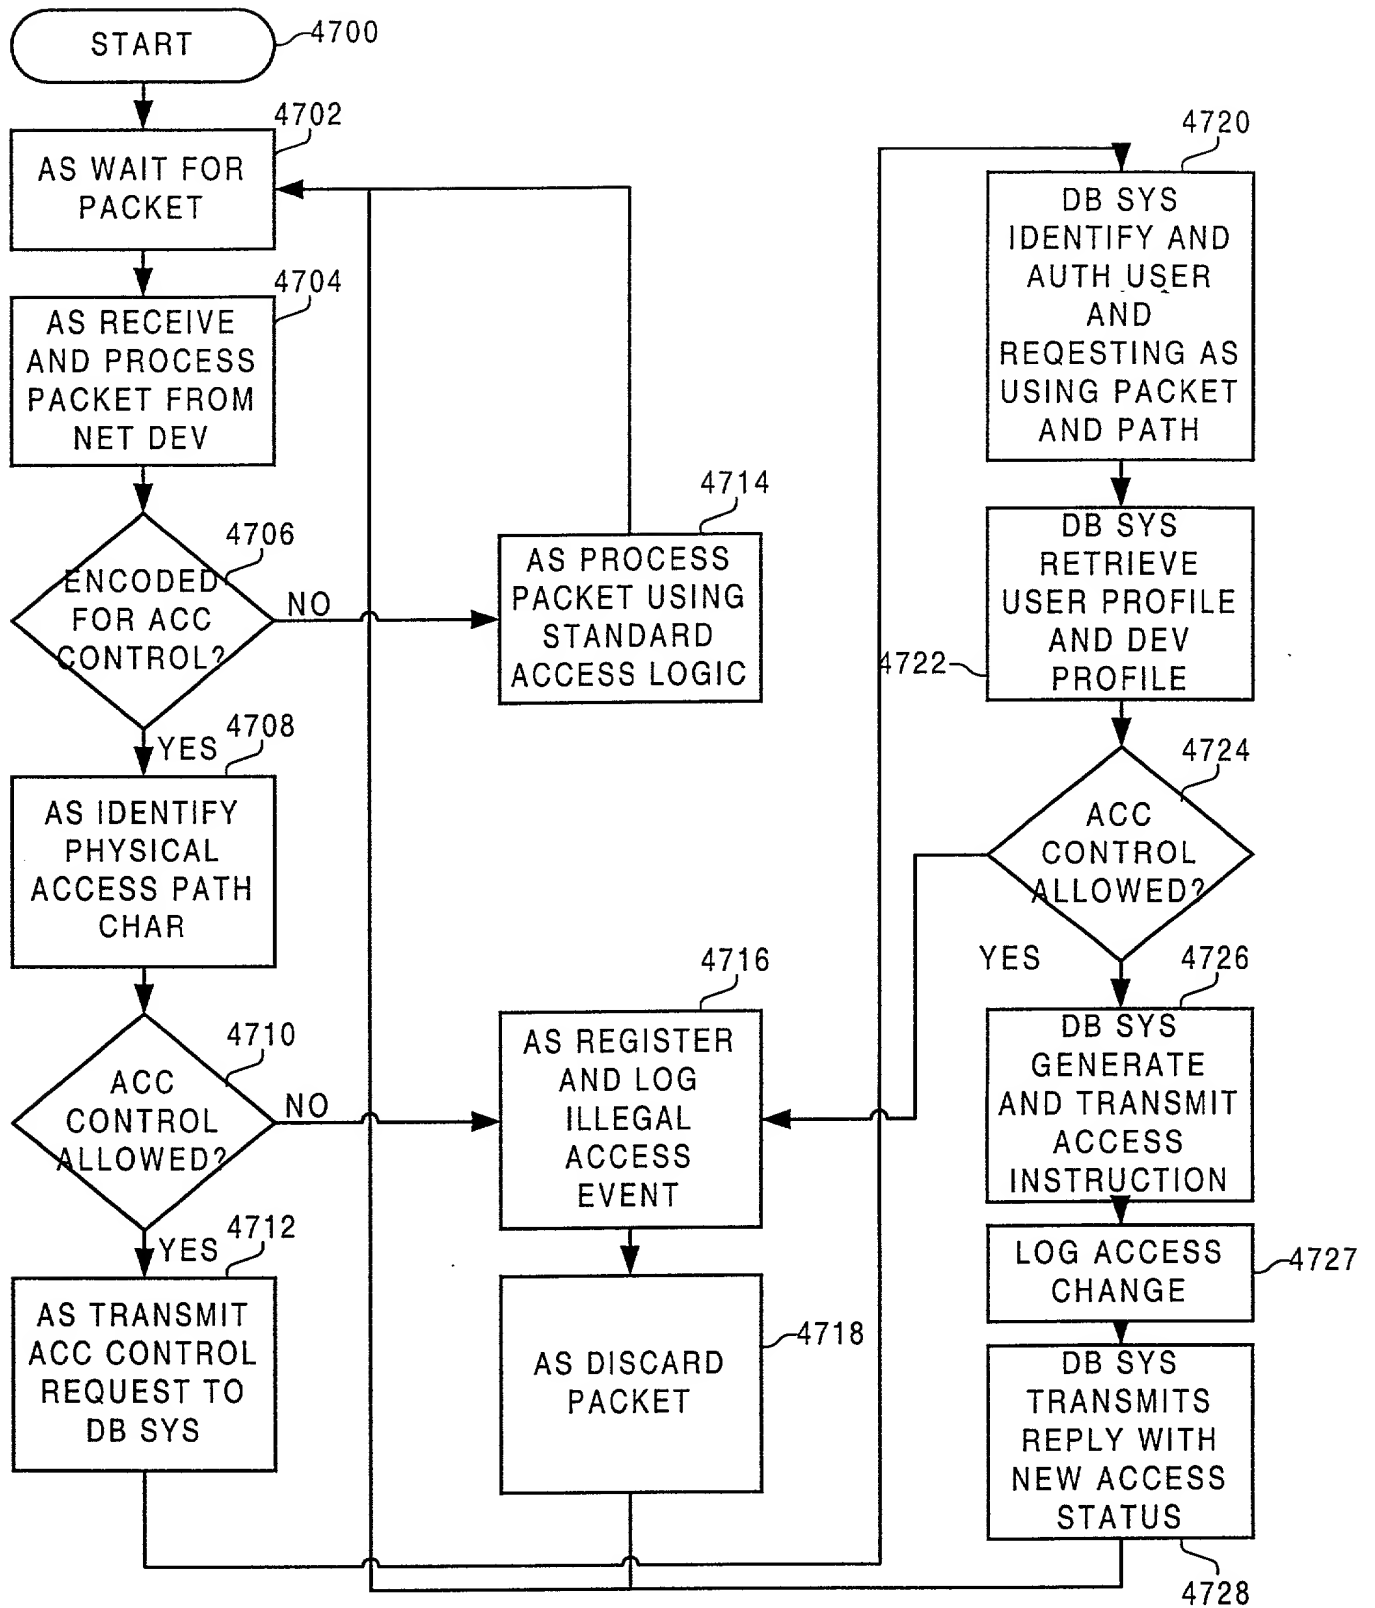 START
4700
4702
AS WAIT FOR
PACKET
4704
AS RECEIVE
AND PROCESS
PACKET FROM
NET DEV
4706
ENCODED
FOR ACC
CONTROL?
NO
YES
4708
AS IDENTIFY
PHYSICAL
ACCESS PATH
CHAR
4710
ACC
CONTROL
ALLOWED?
NO
YES
4712
AS TRANSMIT
ACC CONTROL
REQUEST TO
DB SYS
4714
AS PROCESS
PACKET USING
STANDARD
ACCESS LOGIC
4716
AS REGISTER
AND LOG
ILLEGAL
ACCESS
EVENT
4718
AS DISCARD
PACKET
4720
DB SYS
IDENTIFY AND
AUTH USER
AND
REQESTING AS
USING PACKET
AND PATH
DB SYS
RETRIEVE
USER PROFILE
AND DEV
PROFILE
4722
4724
ACC
CONTROL
ALLOWED?
YES
4726
DB SYS
GENERATE
AND TRANSMIT
ACCESS
INSTRUCTION
LOG ACCESS
CHANGE
4727
DB SYS
TRANSMITS
REPLY WITH
NEW ACCESS
STATUS
4728